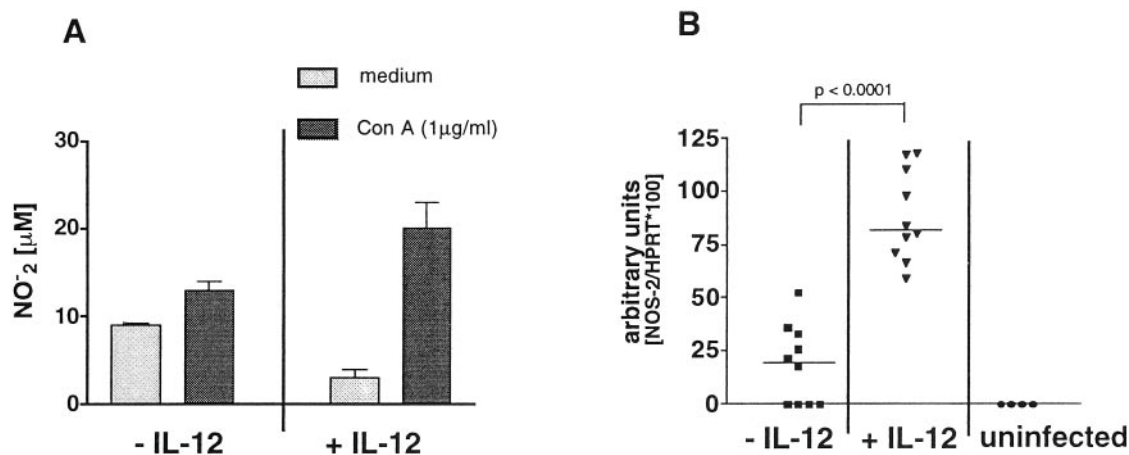 A
medium
Con A (1µg/ml)
30
20
10
0
NO-2 [µM]
- IL-12
+ IL-12
B
p < 0.0001
125
100
75
50
25
0
arbitrary units
[NOS-2/HPRT*100]
- IL-12
+ IL-12
uninfected